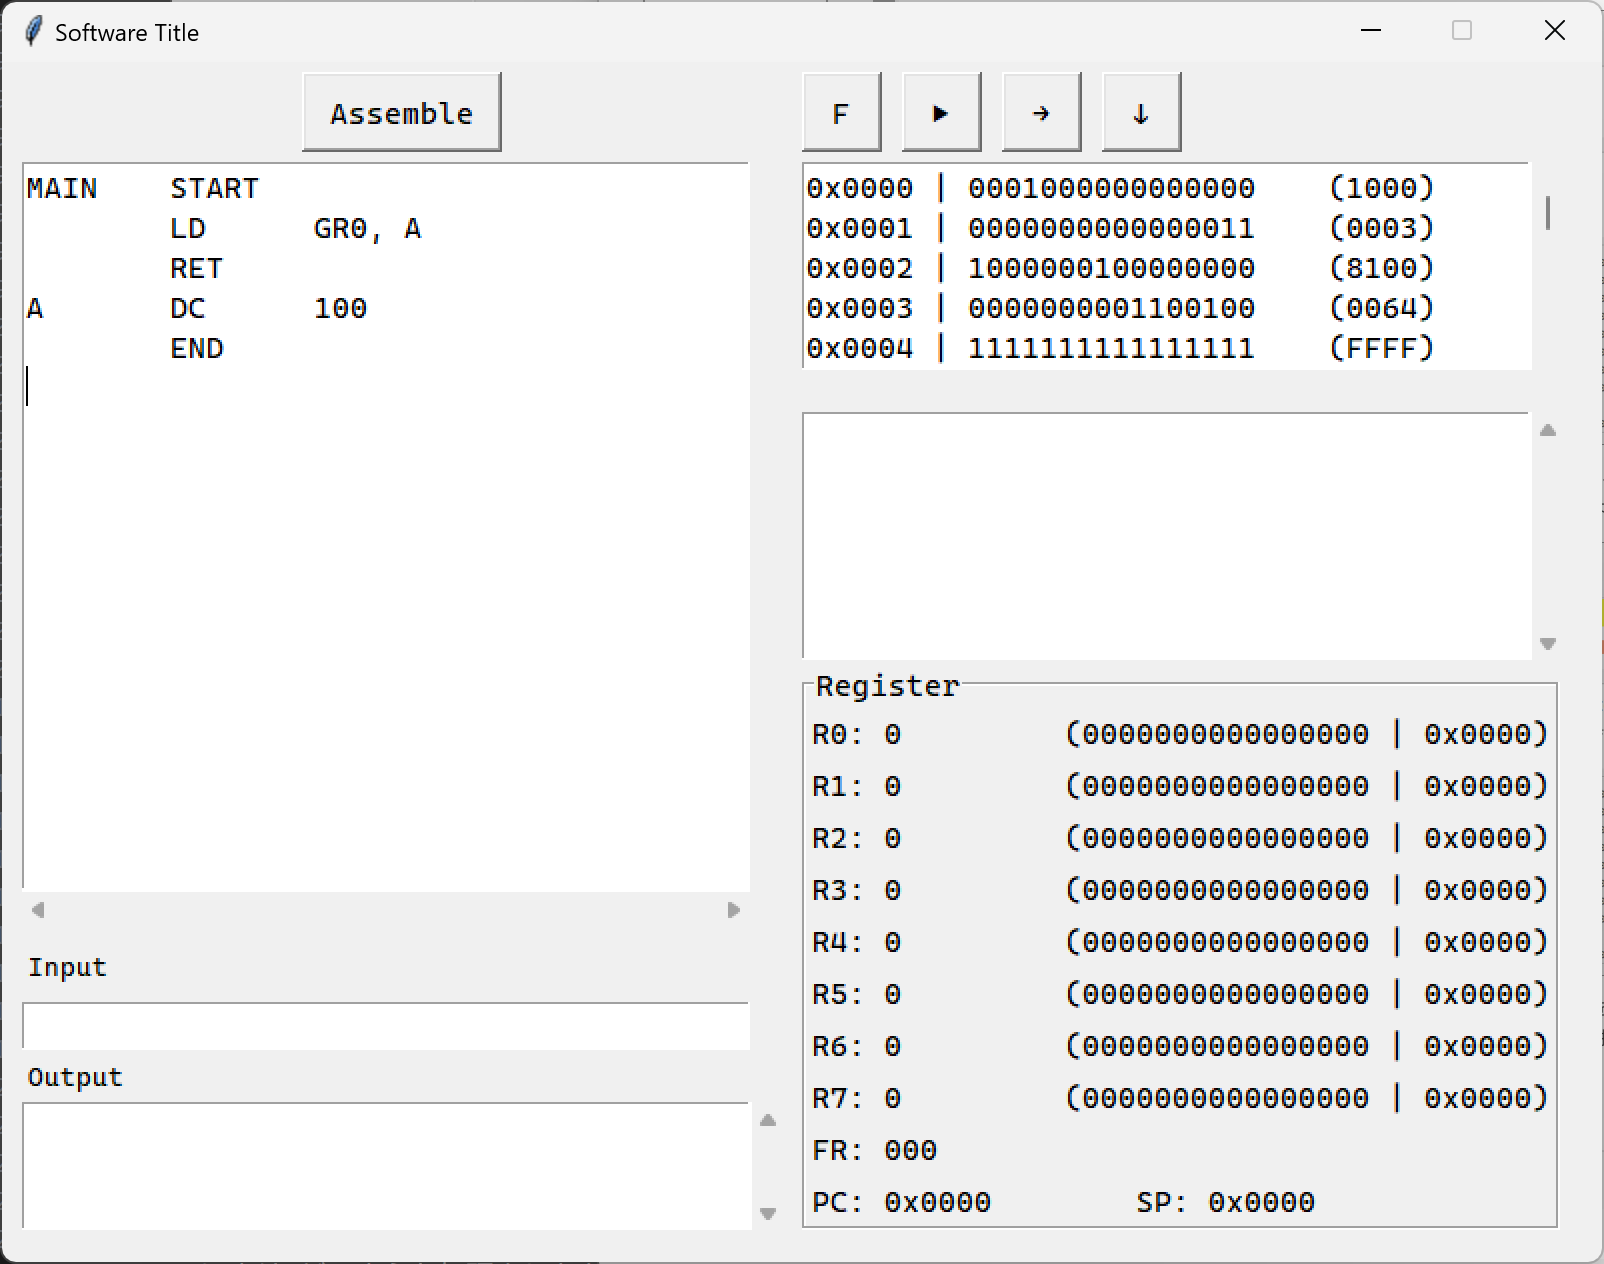 Software Title
Assemble
F ▶ → ↓
MAIN    START
        LD      GR0, A
        RET
A       DC      100
        END
Input
Output
0x0000 | 0001000000000000    (1000)
0x0001 | 0000000000000011    (0003)
0x0002 | 1000000100000000    (8100)
0x0003 | 0000000001100100    (0064)
0x0004 | 1111111111111111    (FFFF)
Register
R0: 0         (0000000000000000 | 0x0000)
R1: 0         (0000000000000000 | 0x0000)
R2: 0         (0000000000000000 | 0x0000)
R3: 0         (0000000000000000 | 0x0000)
R4: 0         (0000000000000000 | 0x0000)
R5: 0         (0000000000000000 | 0x0000)
R6: 0         (0000000000000000 | 0x0000)
R7: 0         (0000000000000000 | 0x0000)
FR: 000
PC: 0x0000        SP: 0x0000